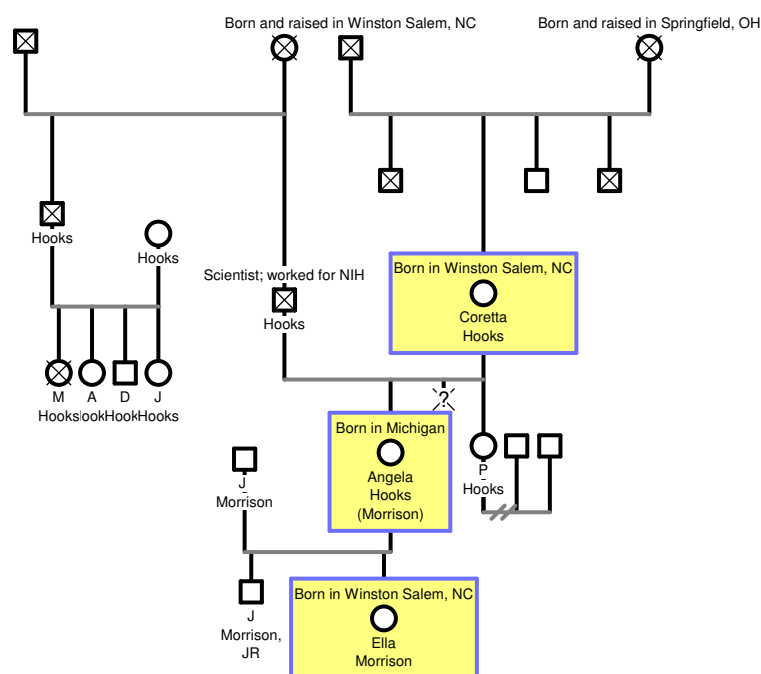 Born and raised in Winston Salem, NC
Born and raised in Springfield, OH
Hooks
Hooks
Scientist; worked for NIH
Hooks
Born in Winston Salem, NC
Coretta
Hooks
M
A
D
J
Hooks
Hook
Hooks
?
Born in Michigan
Angela
Hooks
(Morrison)
P
Hooks
J
Morrison
J
Morrison,
JR
Born in Winston Salem, NC
Ella
Morrison